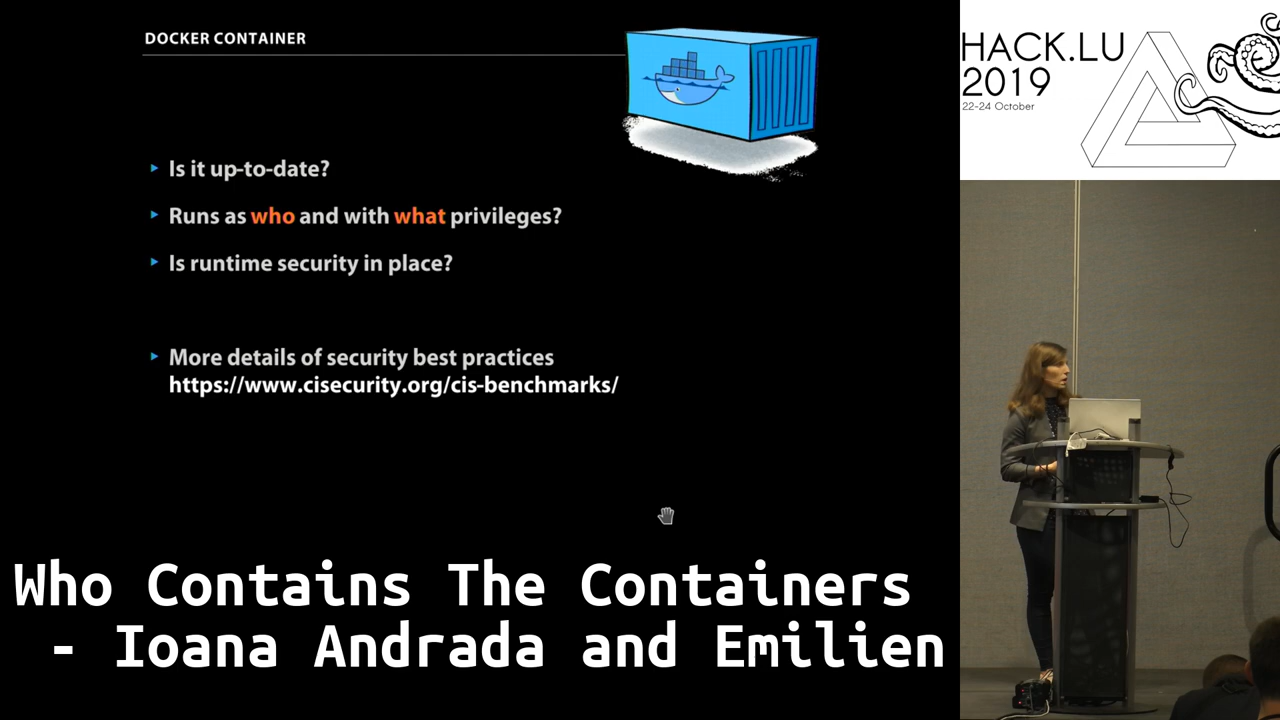 DOCKER CONTAINER
Is it up-to-date?
Runs as who and with what privileges?
Is runtime security in place?
More details of security best practices
https://www.cisecurity.org/cis-benchmarks/
Who Contains The Containers
- Ioana Andrada and Emilien
HACK.LU
2019
22-24 October